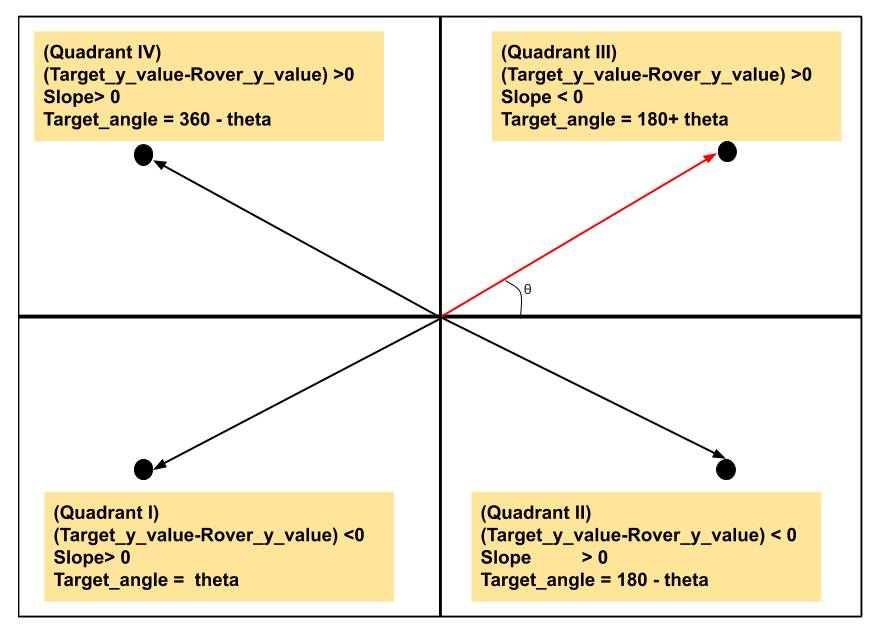 (Quadrant IV)
(Target_y_value-Rover_y_value) >0
Slope> 0
Target_angle = 360 - theta
(Quadrant III)
(Target_y_value-Rover_y_value) >0
Slope < 0
Target_angle = 180+ theta
θ
(Quadrant I)
(Target_y_value-Rover_y_value) <0
Slope> 0
Target_angle =  theta
(Quadrant II)
(Target_y_value-Rover_y_value) < 0
Slope         > 0
Target_angle = 180 - theta